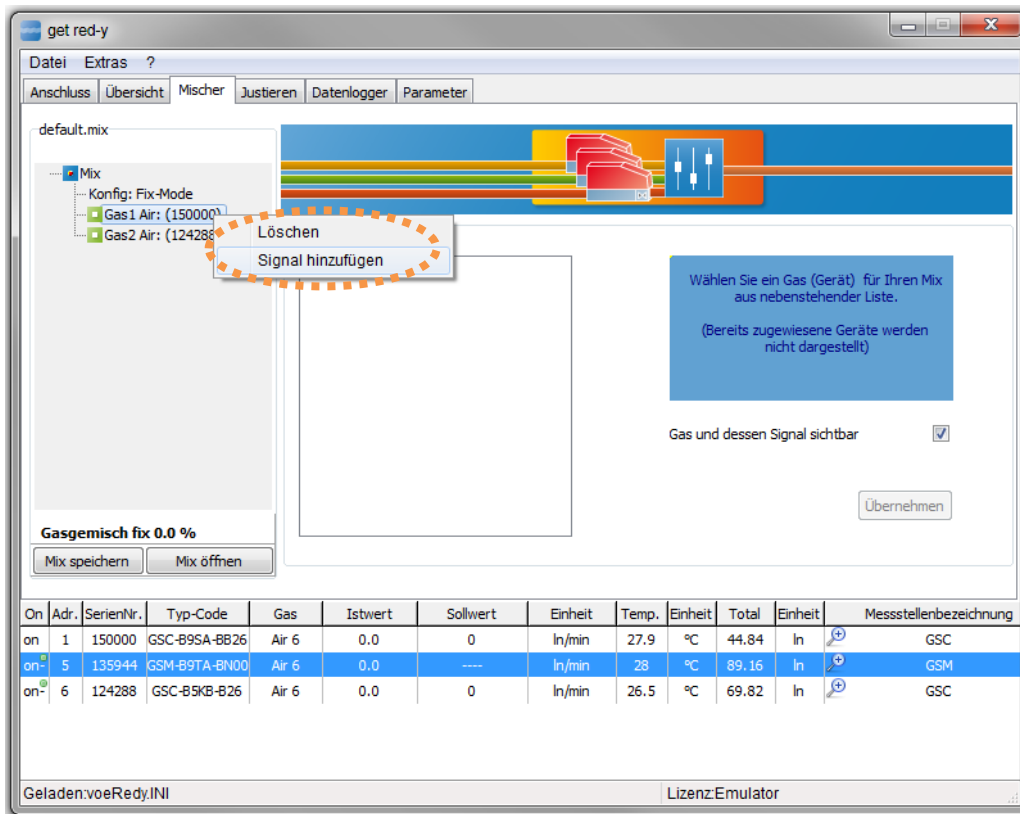 get red-y
Datei Extras ?
Anschluss Übersicht Mischer Justieren Datenlogger Parameter
default.mix
Mix
Konfig: Fix-Mode
Gas1 Air: (150000)
Gas2 Air: (124288
Löschen
Signal hinzufügen
Wählen Sie ein Gas (Gerät) für Ihren Mix
aus nebenstehender Liste.
(Bereits zugewiesene Geräte werden
nicht dargestellt)
Gas und dessen Signal sichtbar
Übernehmen
Gasgemisch fix 0.0 %
Mix speichern Mix öffnen
On Adr. SerienNr. Typ-Code Gas Istwert Sollwert Einheit Temp. Einheit Total Einheit Messstellenbezeichnung
on 1 150000 GSC-B9SA-BB26 Air 6 0.0 0 ln/min 27.9 °C 44.84 ln GSC
on- 5 135944 GSM-B9TA-BN00 Air 6 0.0 ---- ln/min 28 °C 89.16 ln GSM
on- 6 124288 GSC-B5KB-B26 Air 6 0.0 0 ln/min 26.5 °C 69.82 ln GSC
Geladen:voeRedy.INI Lizenz:Emulator